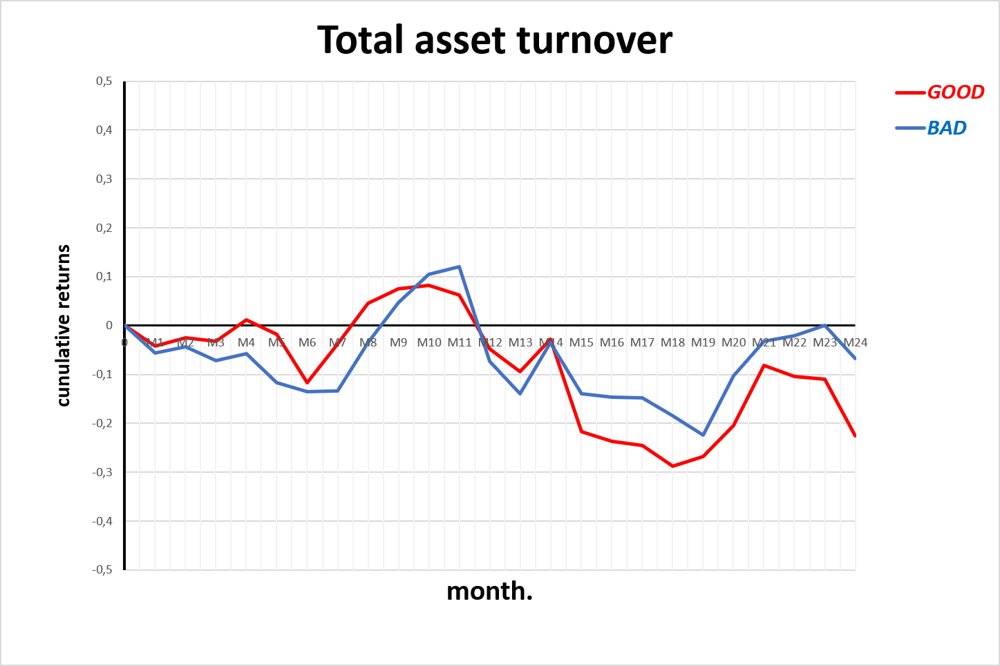 Total asset turnover
GOOD
BAD
0,5
0,4
0,3
0,2
0,1
0
-0,1
-0,2
-0,3
-0,4
-0,5
cunulative returns
0 M1 M2 M3 M4 M5 M6 M7 M8 M9 M10 M11 M12 M13 M14 M15 M16 M17 M18 M19 M20 M21 M22 M23 M24
month.